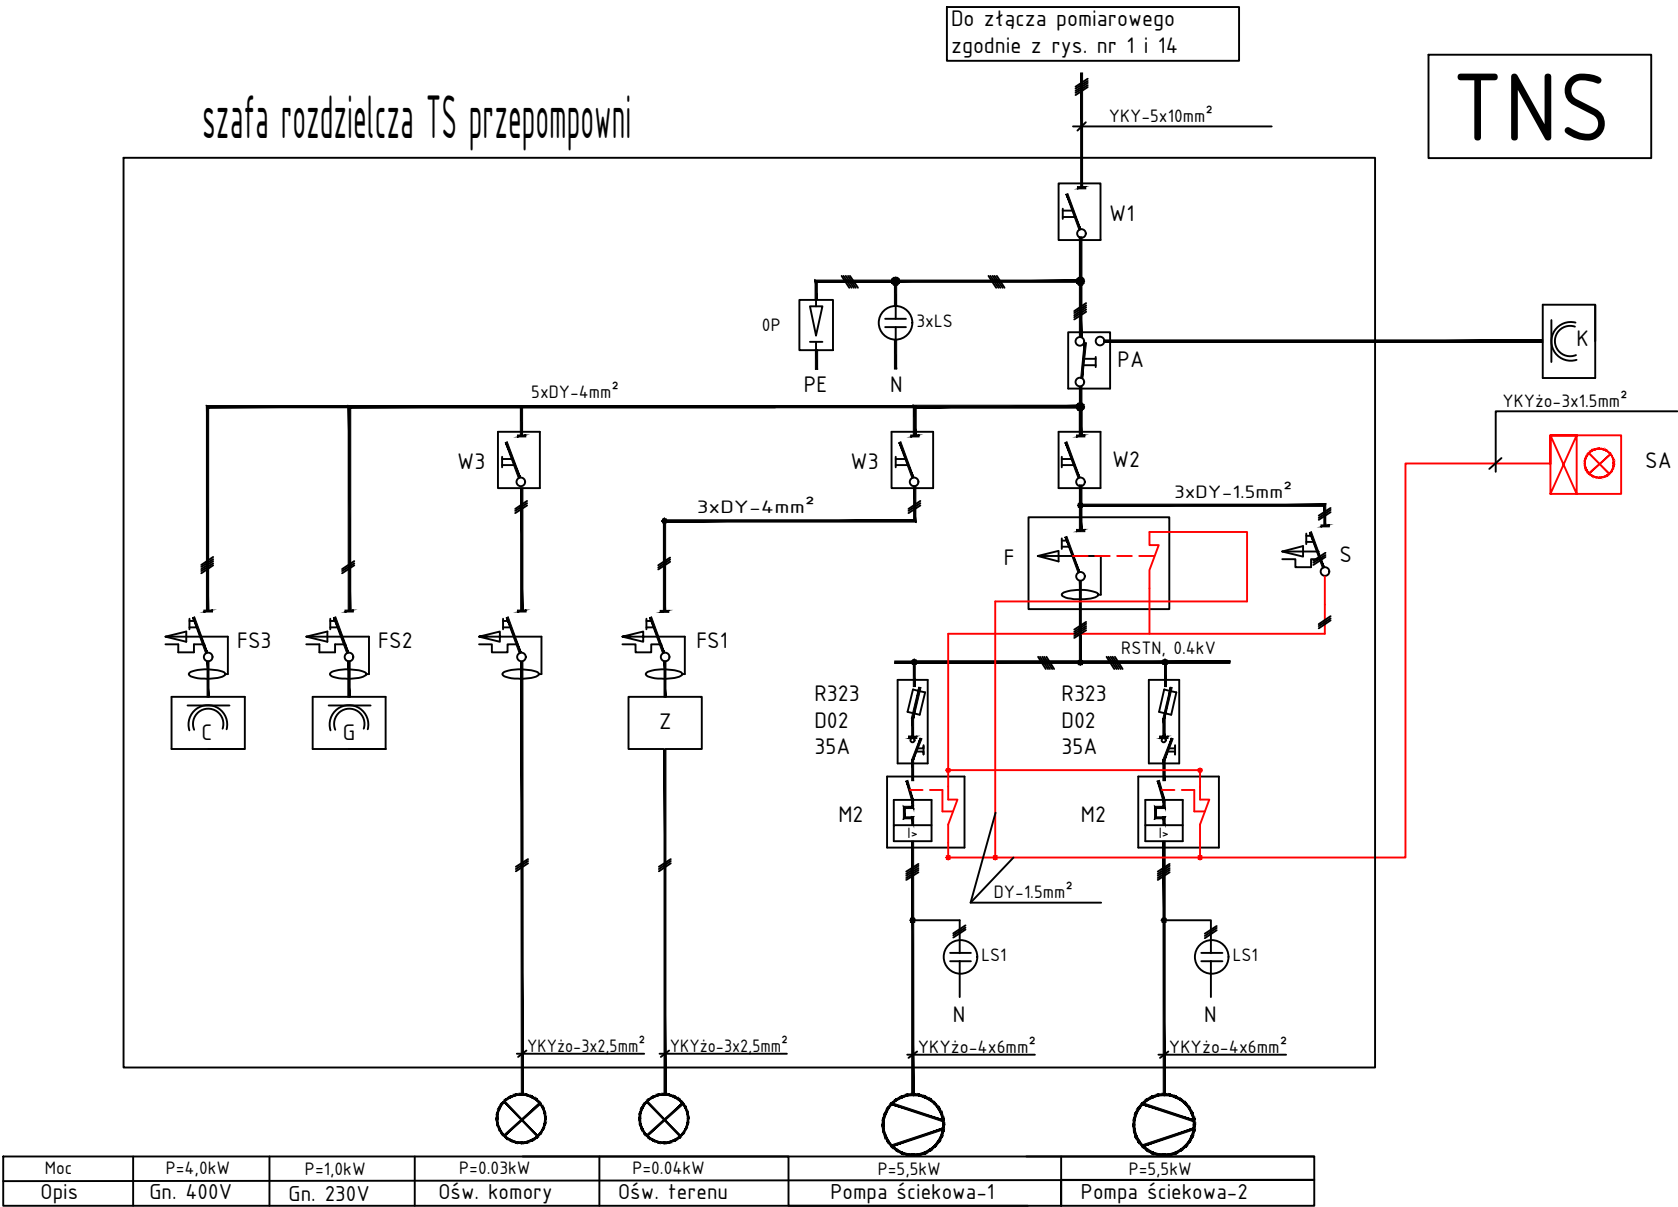 Do złącza pomiarowego
zgodnie z rys. nr 1 i 14
TNS
szafa rozdzielcza TS przepompowni
YKY-5x10mm²
W1
OP
3xLS
PE
N
PA
K
5xDY-4mm²
YKYżo-3x1.5mm²
W3
W3
W2
SA
3xDY-4mm²
3xDY-1.5mm²
F
S
FS3
FS2
FS1
RSTN, 0.4kV
C
G
Z
R323
D02
35A
R323
D02
35A
M2
I>
M2
I>
DY-1.5mm²
LS1
LS1
N
N
YKYżo-3x2,5mm²
YKYżo-3x2,5mm²
YKYżo-4x6mm²
YKYżo-4x6mm²
Moc P=4,0kW P=1,0kW P=0.03kW P=0.04kW P=5,5kW P=5,5kW
Opis Gn. 400V Gn. 230V Ośw. komory Ośw. terenu Pompa ściekowa-1 Pompa ściekowa-2